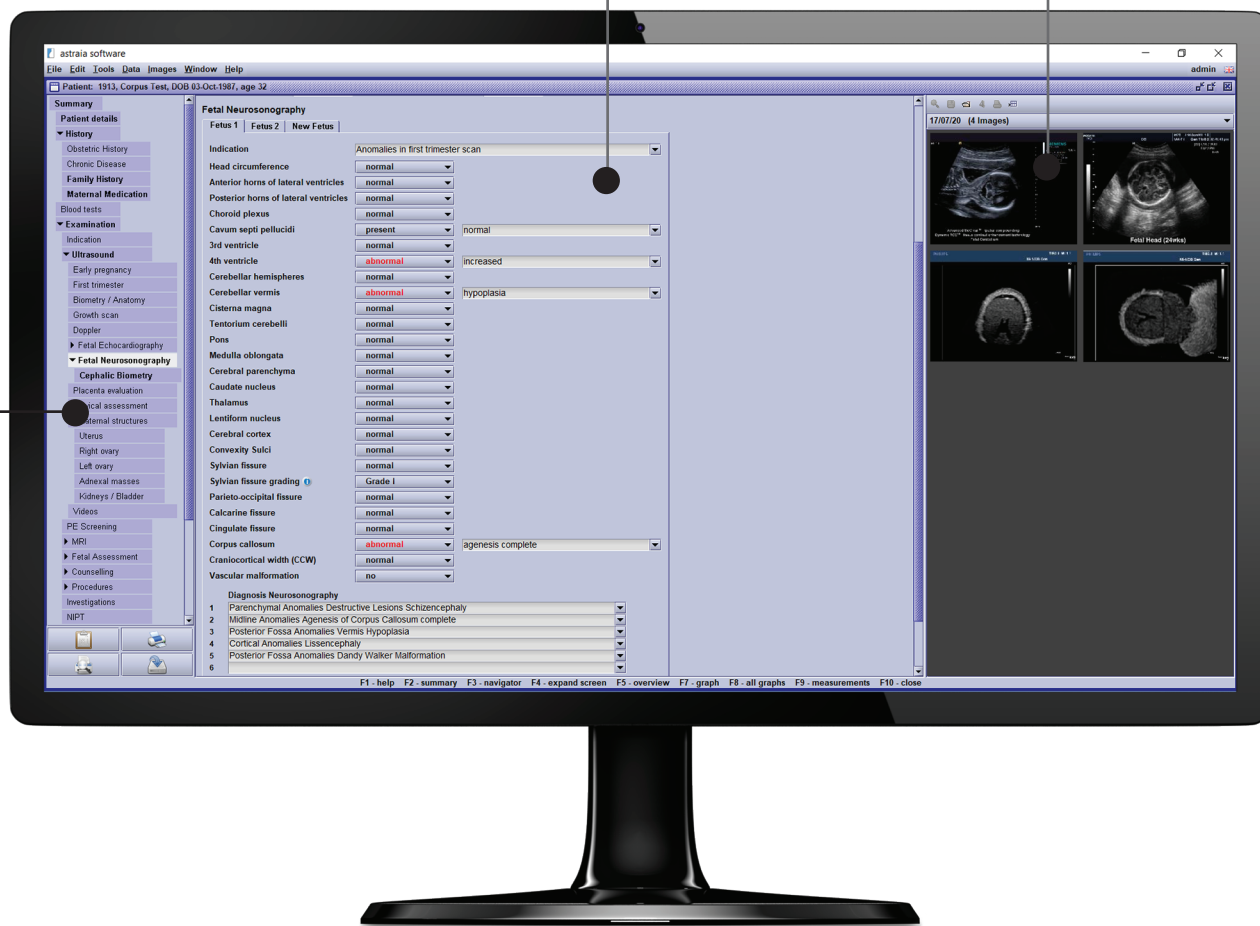 astraia software
File Edit Tools Data Images Window Help
admin
Patient: 1913, Corpus Test, DOB 03-Oct-1987, age 32
Summary
Patient details
History
Obstetric History
Chronic Disease
Family History
Maternal Medication
Blood tests
Examination
Indication
Ultrasound
Early pregnancy
First trimester
Biometry / Anatomy
Growth scan
Doppler
Fetal Echocardiography
Fetal Neurosonography
Cephalic Biometry
Placenta evaluation
assessment
structures
Uterus
Right ovary
Left ovary
Adnexal masses
Kidneys / Bladder
Videos
PE Screening
MRI
Fetal Assessment
Counselling
Procedures
Investigations
NIPT
Fetal Neurosonography
Fetus 1 Fetus 2 New Fetus
Indication Anomalies in first trimester scan
Head circumference normal
Anterior horns of lateral ventricles normal
Posterior horns of lateral ventricles normal
Choroid plexus normal
Cavum septi pellucidi present normal
3rd ventricle normal
4th ventricle abnormal increased
Cerebellar hemispheres normal
Cerebellar vermis abnormal hypoplasia
Cisterna magna normal
Tentorium cerebelli normal
Pons normal
Medulla oblongata normal
Cerebral parenchyma normal
Caudate nucleus normal
Thalamus normal
Lentiform nucleus normal
Cerebral cortex normal
Convexity Sulci normal
Sylvian fissure normal
Sylvian fissure grading Grade I
Parieto-occipital fissure normal
Calcarine fissure normal
Cingulate fissure normal
Corpus callosum abnormal agenesis complete
Craniocortical width (CCW) normal
Vascular malformation no
Diagnosis Neurosonography
1 Parenchymal Anomalies Destructive Lesions Schizencephaly
2 Midline Anomalies Agenesis of Corpus Callosum complete
3 Posterior Fossa Anomalies Vermis Hypoplasia
4 Cortical Anomalies Lissencephaly
5 Posterior Fossa Anomalies Dandy Walker Malformation
6
17/07/20 (4 Images)
Fetal Head (24wks)
F1 - help F2 - summary F3 - navigator F4 - expand screen F5 - overview F7 - graph F8 - all graphs F9 - measurements F10 - close